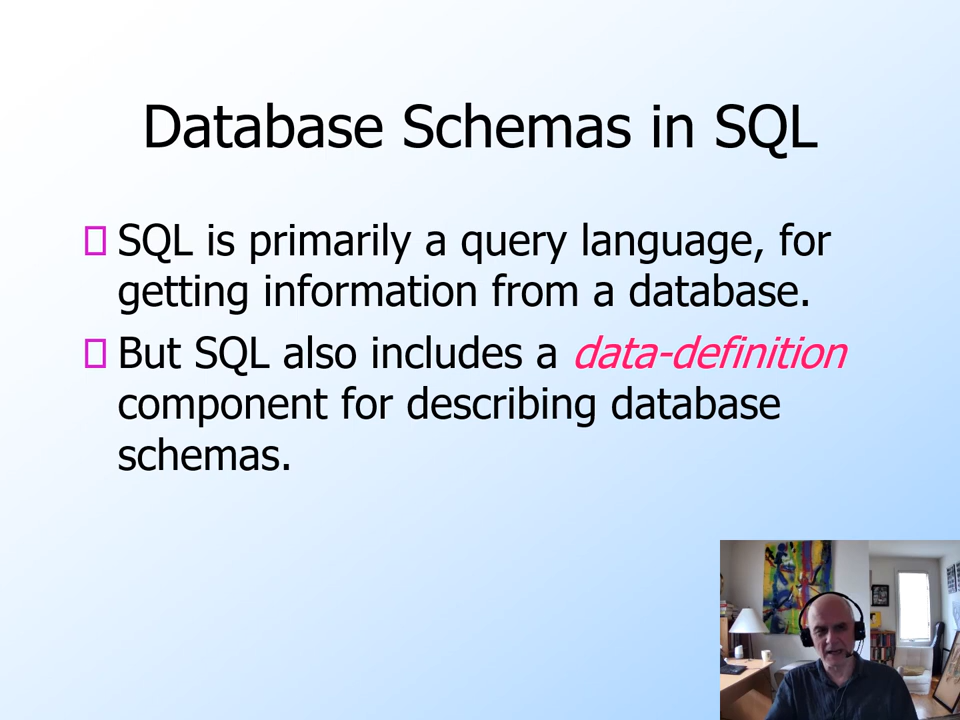 Database Schemas in SQL
SQL is primarily a query language, for
getting information from a database.
But SQL also includes a data-definition
component for describing database
schemas.